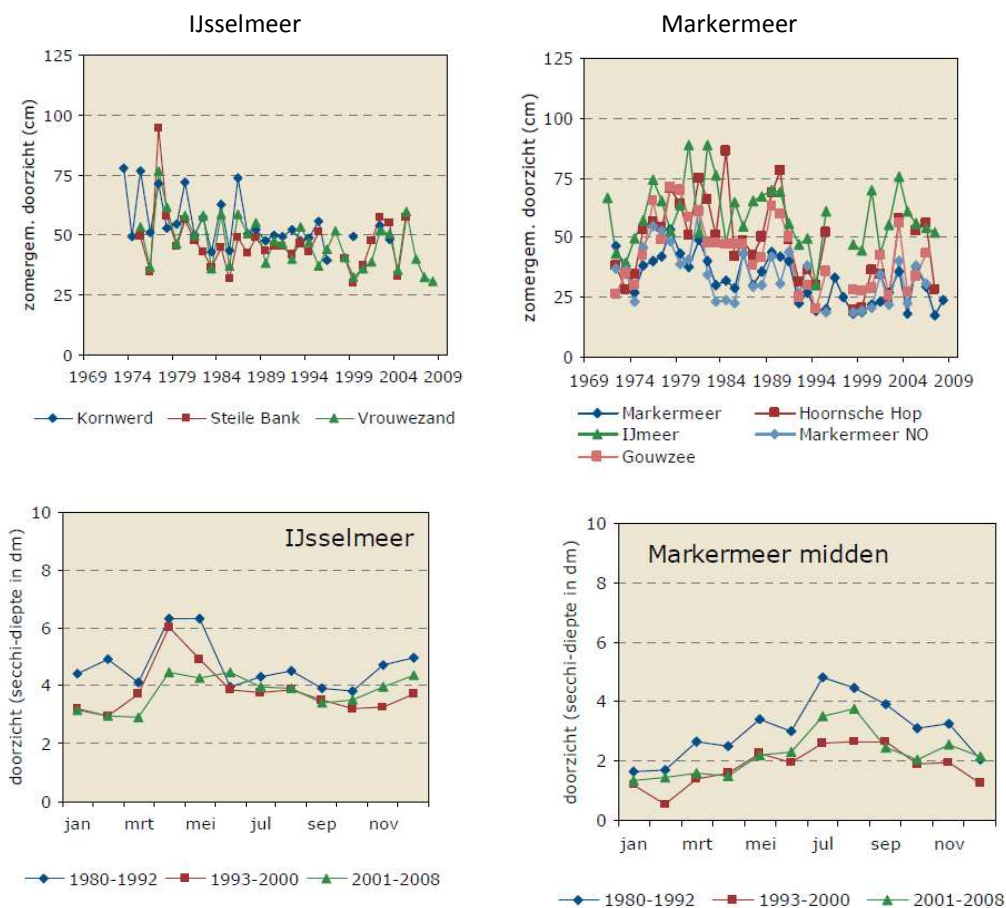 IJsselmeer
zomergem. doorzicht (cm)
125
100
75
50
25
0
1969 1974 1979 1984 1989 1994 1999 2004 2009
Kornwerd Steile Bank Vrouwezand
Markermeer
zomergem. doorzicht (cm)
125
100
75
50
25
0
1969 1974 1979 1984 1989 1994 1999 2004 2009
Markermeer Hoornsche Hop
IJmeer Markermeer NO
Gouwzee
IJsselmeer
doorzicht (secchi-diepte in dm)
10
8
6
4
2
0
jan mrt mei jul sep nov
1980-1992 1993-2000 2001-2008
Markermeer midden
doorzicht (secchi-diepte in dm)
10
8
6
4
2
0
jan mrt mei jul sep nov
1980-1992 1993-2000 2001-2008